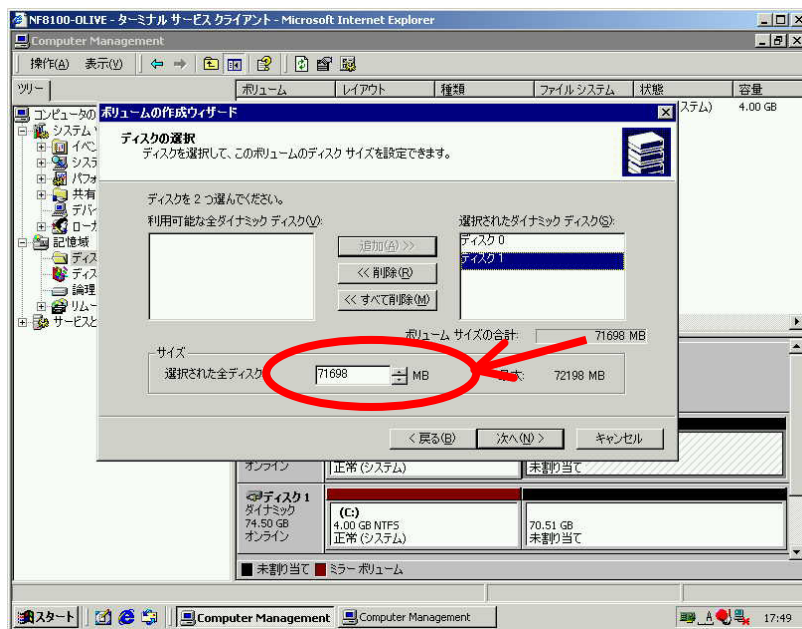 NF8100-OLIVE - ターミナル サービス クライアント - Microsoft Internet Explorer
Computer Management
操作(A) 表示(V)
ツリー
ボリューム レイアウト 種類 ファイル システム 状態 容量
コンピュータの
ステム) 4.00 GB
システム
イベ
システ
パフォ
共有
デバ
ローカ
記憶域
ディス
ディス
論理
リムー
サービスと
ボリュームの作成ウィザード
ディスクの選択
ディスクを選択して、このボリュームのディスク サイズを設定できます。
ディスクを 2 つ選んでください。
利用可能な全ダイナミック ディスク(V):
選択されたダイナミック ディスク(S):
追加(A) >>
<< 削除(R)
<< すべて削除(M)
ディスク 0
ディスク 1
ボリューム サイズの合計: 71698 MB
サイズ
選択された全ディスク 71698 MB 最大: 72198 MB
< 戻る(B) 次へ(N) > キャンセル
オンライン 正常 (システム) 未割り当て
ディスク 1
ダイナミック
74.50 GB
オンライン
(C:)
4.00 GB NTFS
正常 (システム)
70.51 GB
未割り当て
未割り当て ミラー ボリューム
スタート Computer Management Computer Management A 17:49